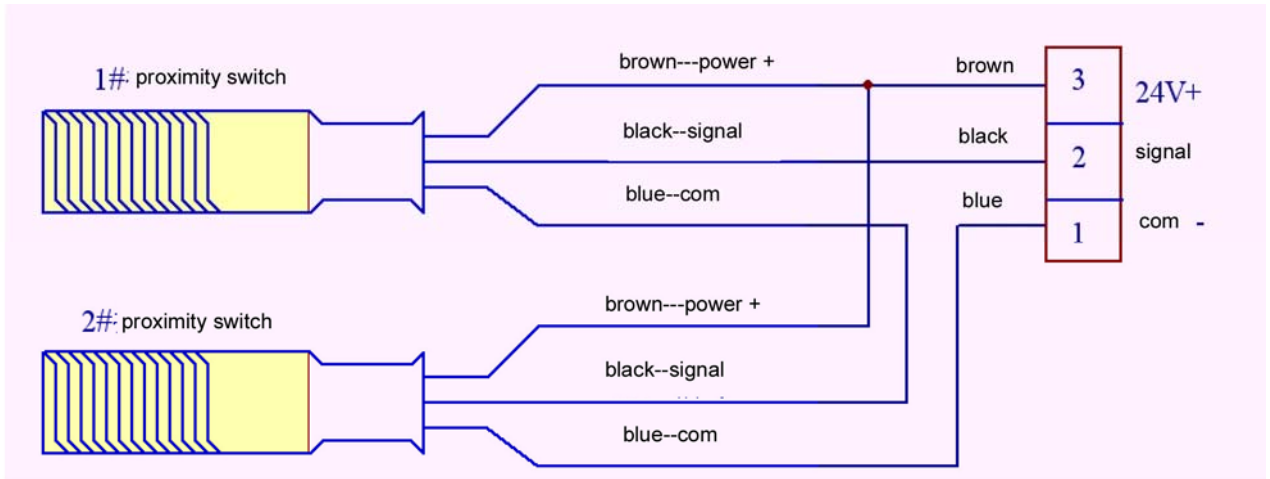 1#: proximity switch
brown---power +
brown
3
24V+
black--signal
black
2
signal
blue--com
blue
1
com -
2#: proximity switch
brown---power +
black--signal
blue--com